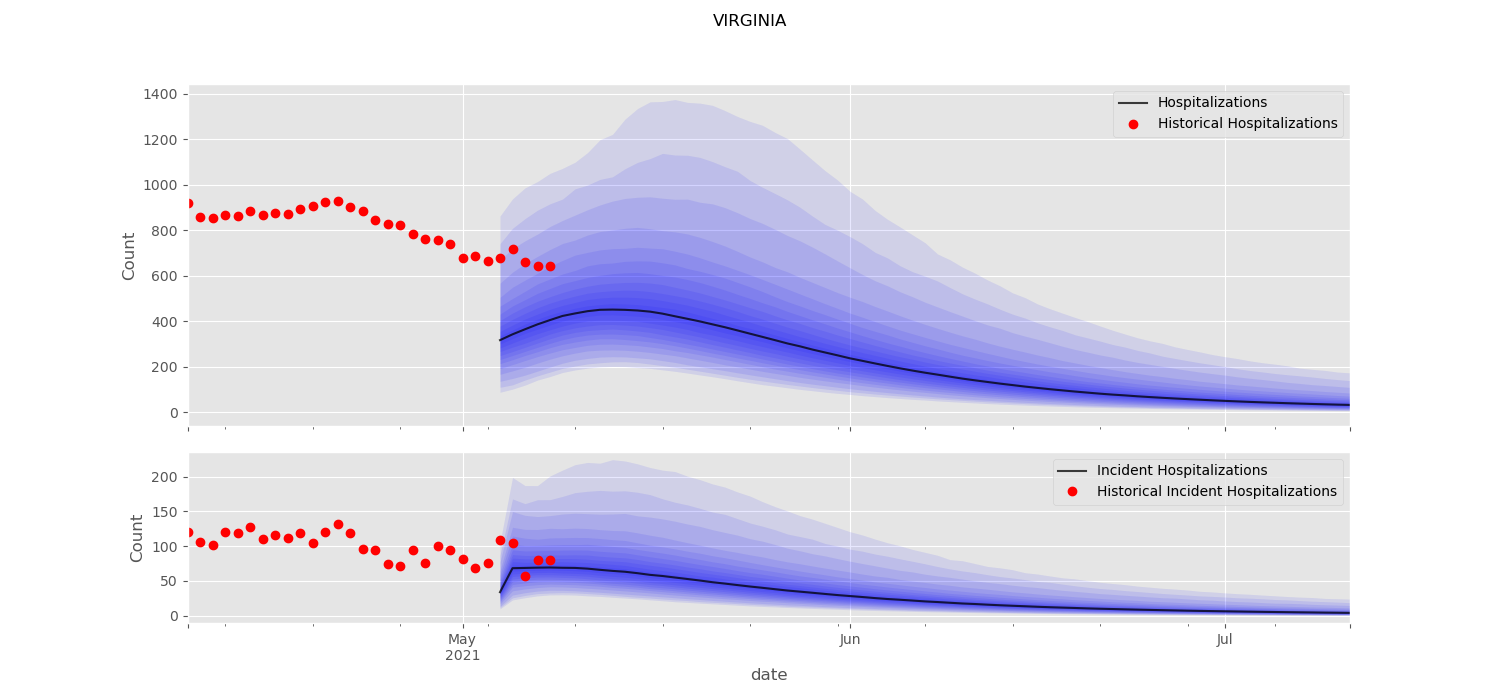 VIRGINIA
1400
1200
1000
800
600
400
200
0
Count
Hospitalizations
Historical Hospitalizations
200
150
100
50
0
Count
Incident Hospitalizations
Historical Incident Hospitalizations
May
2021
Jun
Jul
date